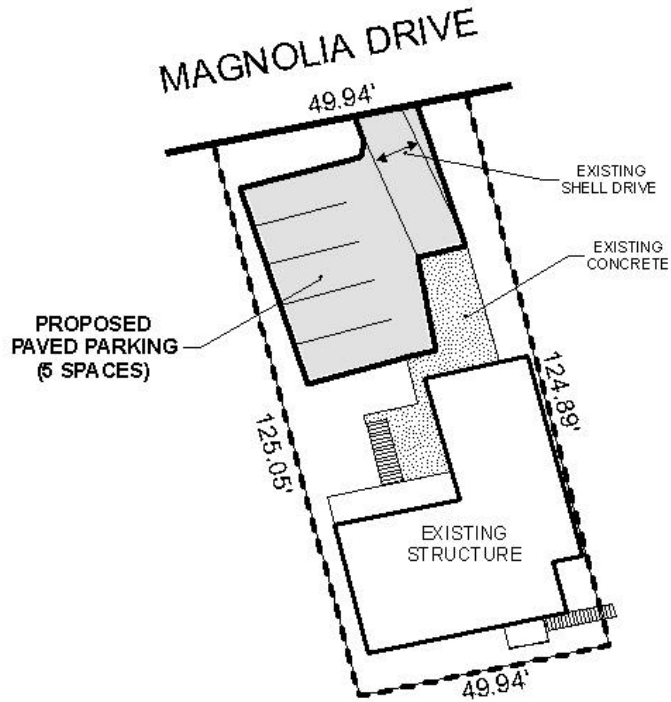 MAGNOLIA DRIVE
49.94'
EXISTING
SHELL DRIVE
EXISTING
CONCRETE
PROPOSED
PAVED PARKING
(5 SPACES)
124.89'
125.05'
EXISTING
STRUCTURE
49.94'